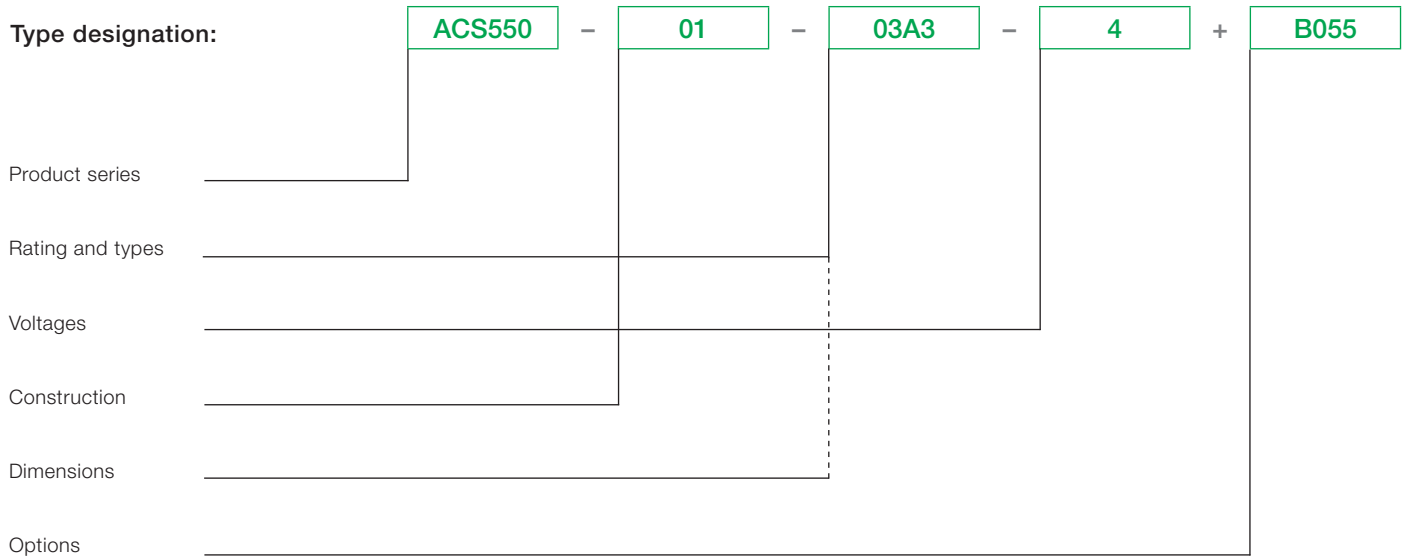 Type designation: ACS550 – 01 – 03A3 – 4 + B055
Product series
Rating and types
Voltages
Construction
Dimensions
Options